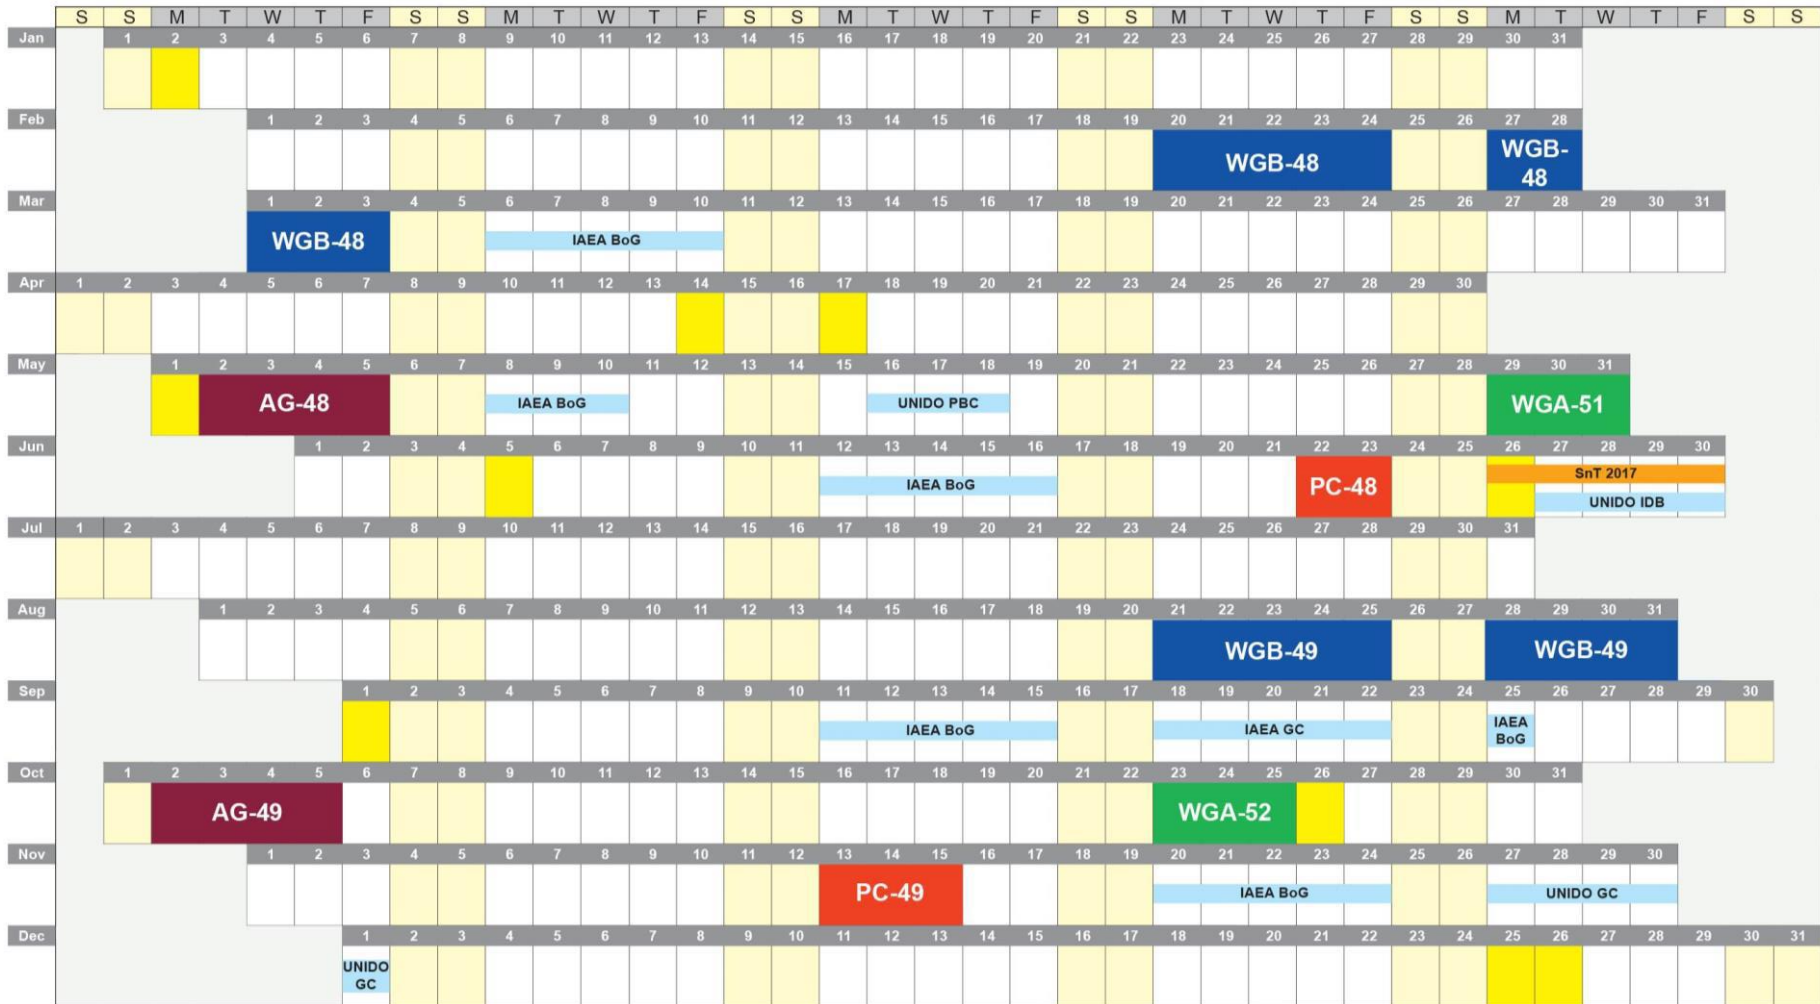 S S M T W T F S S M T W T F S S M T W T F S S M T W T F S S M T W T F S S
Jan 1 2 3 4 5 6 7 8 9 10 11 12 13 14 15 16 17 18 19 20 21 22 23 24 25 26 27 28 29 30 31
Feb 1 2 3 4 5 6 7 8 9 10 11 12 13 14 15 16 17 18 19 20 21 22 23 24 25 26 27 28
WGB-48 WGB-
48
Mar 1 2 3 4 5 6 7 8 9 10 11 12 13 14 15 16 17 18 19 20 21 22 23 24 25 26 27 28 29 30 31
WGB-48 IAEA BoG
Apr 1 2 3 4 5 6 7 8 9 10 11 12 13 14 15 16 17 18 19 20 21 22 23 24 25 26 27 28 29 30
May 1 2 3 4 5 6 7 8 9 10 11 12 13 14 15 16 17 18 19 20 21 22 23 24 25 26 27 28 29 30 31
AG-48 IAEA BoG UNIDO PBC WGA-51
Jun 1 2 3 4 5 6 7 8 9 10 11 12 13 14 15 16 17 18 19 20 21 22 23 24 25 26 27 28 29 30
IAEA BoG PC-48 SnT 2017
UNIDO IDB
Jul 1 2 3 4 5 6 7 8 9 10 11 12 13 14 15 16 17 18 19 20 21 22 23 24 25 26 27 28 29 30 31
Aug 1 2 3 4 5 6 7 8 9 10 11 12 13 14 15 16 17 18 19 20 21 22 23 24 25 26 27 28 29 30 31
WGB-49 WGB-49
Sep 1 2 3 4 5 6 7 8 9 10 11 12 13 14 15 16 17 18 19 20 21 22 23 24 25 26 27 28 29 30
IAEA BoG IAEA GC IAEA
BoG
Oct 1 2 3 4 5 6 7 8 9 10 11 12 13 14 15 16 17 18 19 20 21 22 23 24 25 26 27 28 29 30 31
AG-49 WGA-52
Nov 1 2 3 4 5 6 7 8 9 10 11 12 13 14 15 16 17 18 19 20 21 22 23 24 25 26 27 28 29 30
PC-49 IAEA BoG UNIDO GC
Dec 1 2 3 4 5 6 7 8 9 10 11 12 13 14 15 16 17 18 19 20 21 22 23 24 25 26 27 28 29 30 31
UNIDO
GC